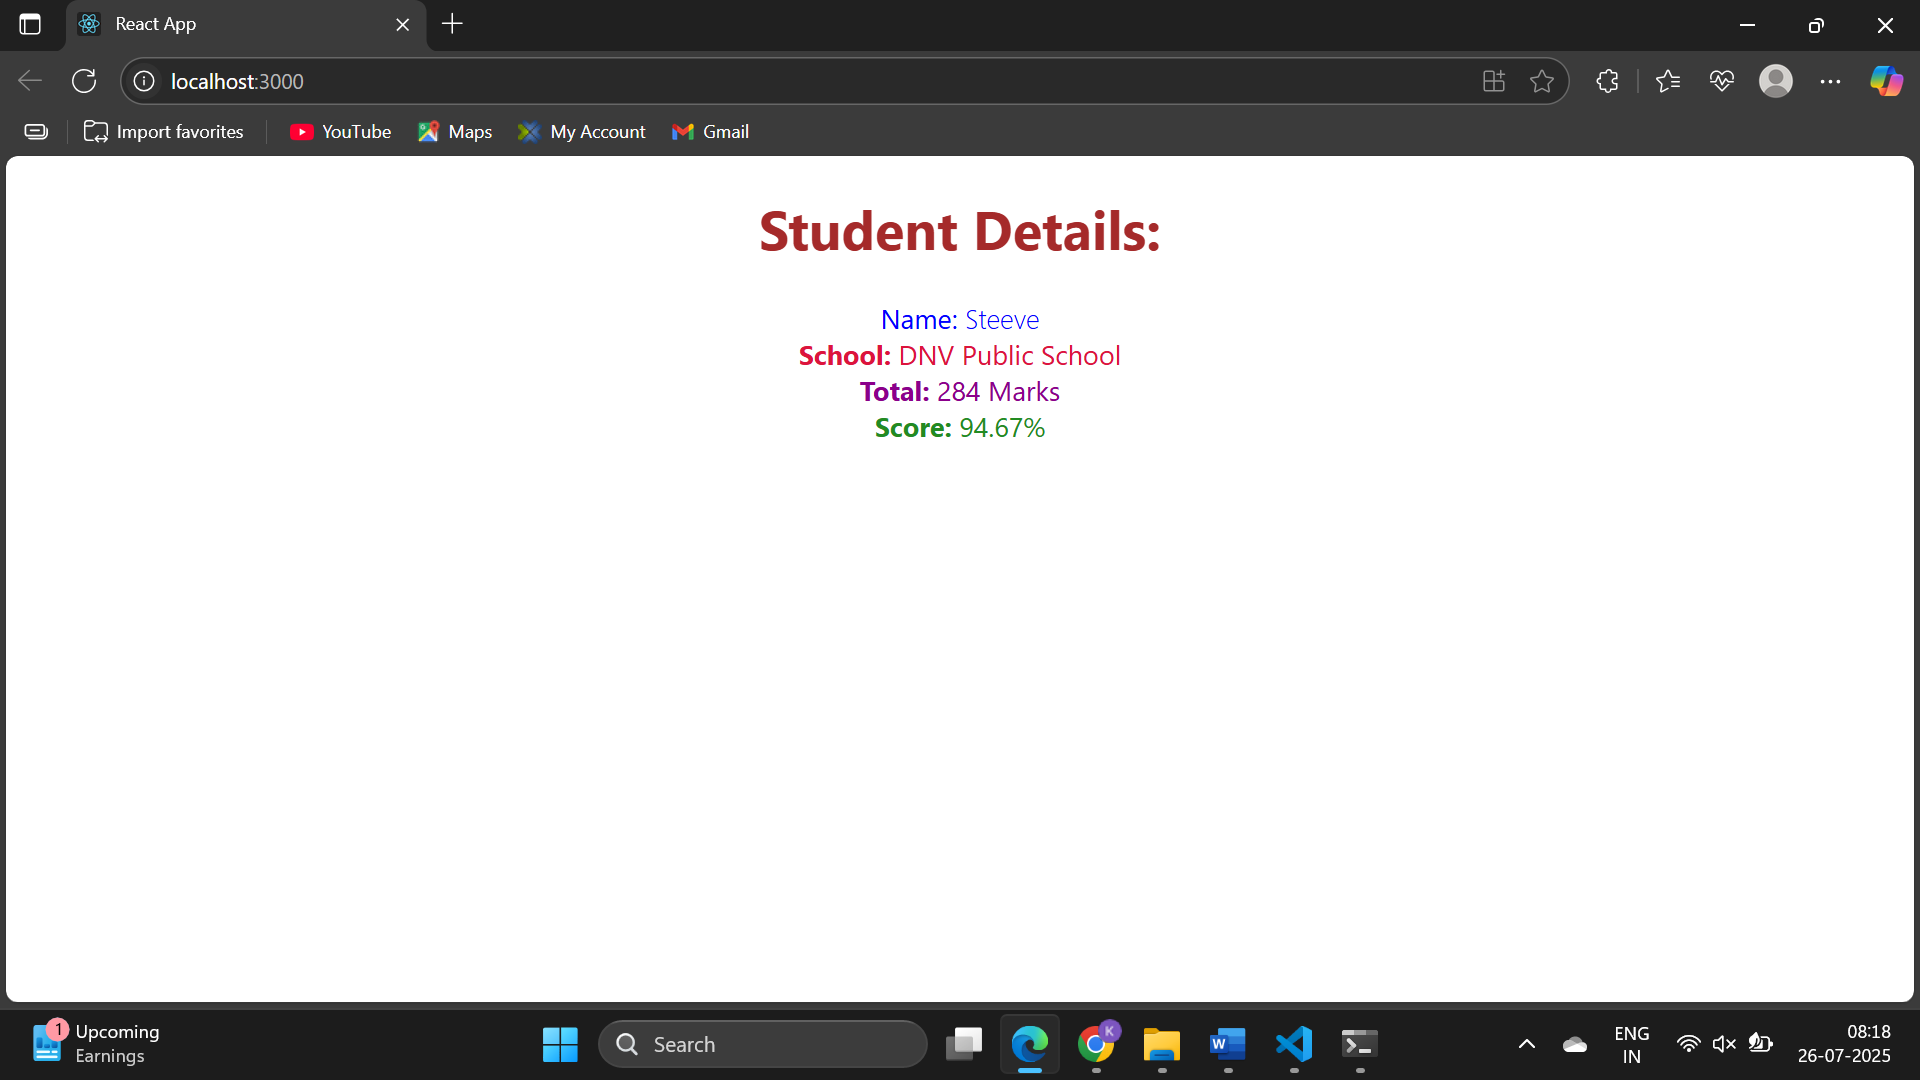 React App
localhost:3000
Import favorites
YouTube
Maps
My Account
Gmail
Student Details:
Name: Steeve
School: DNV Public School
Total: 284 Marks
Score: 94.67%
1
Upcoming
Earnings
Search
K
W
ENG
IN
08:18
26-07-2025